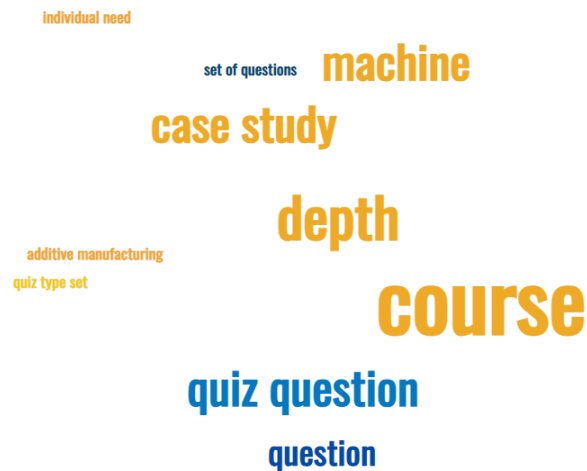 individual need
machine
set of questions
case study
depth
additive manufacturing
quiz type set
course
quiz question
question